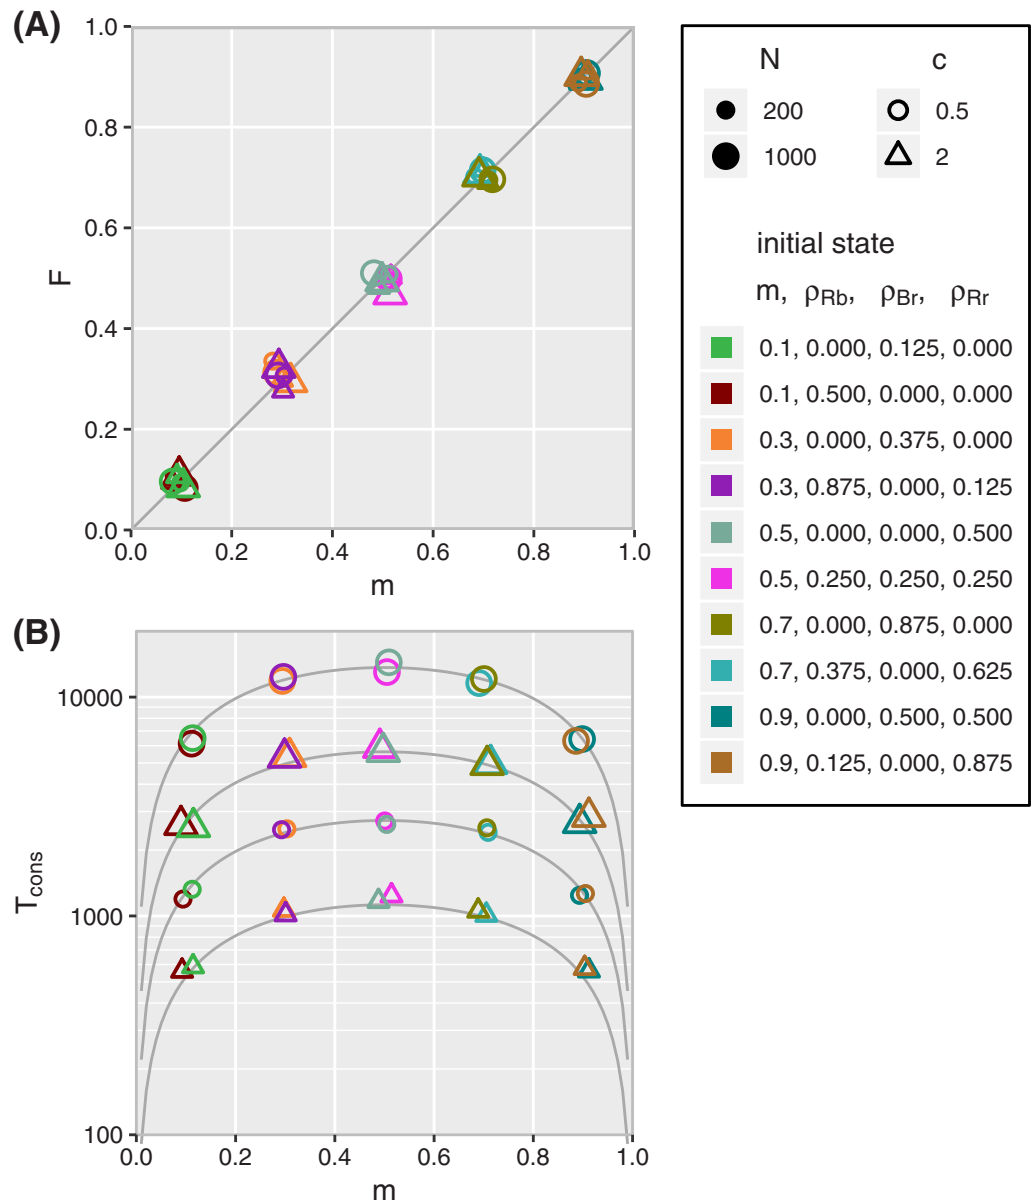 (A)
1.0
0.8
0.6
0.4
0.2
0.0
F
0.0 0.2 0.4 0.6 0.8 1.0
m
(B)
10000
1000
100
T_cons
0.0 0.2 0.4 0.6 0.8 1.0
m
N c
200 0.5
1000 2
initial state
m, ρRb, ρBr, ρRr
0.1, 0.000, 0.125, 0.000
0.1, 0.500, 0.000, 0.000
0.3, 0.000, 0.375, 0.000
0.3, 0.875, 0.000, 0.125
0.5, 0.000, 0.000, 0.500
0.5, 0.250, 0.250, 0.250
0.7, 0.000, 0.875, 0.000
0.7, 0.375, 0.000, 0.625
0.9, 0.000, 0.500, 0.500
0.9, 0.125, 0.000, 0.875